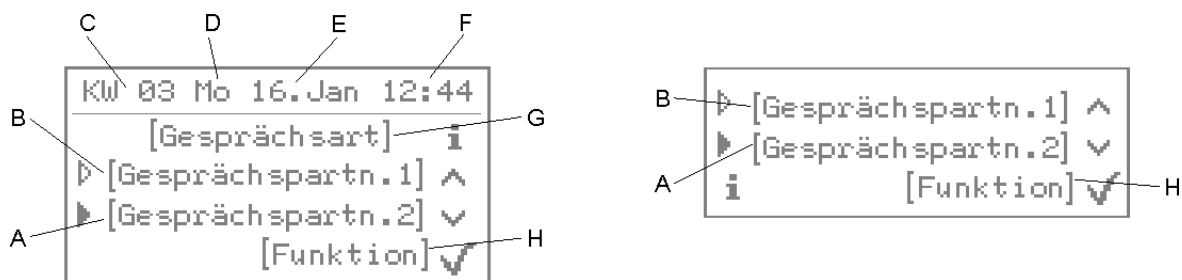 C D E F
KW 03 Mo 16.Jan 12:44
B [Gesprächsart] i G
[Gesprächspartn.1]
A [Gesprächspartn.2]
[Funktion] H
B [Gesprächspartn.1]
A [Gesprächspartn.2]
i [Funktion] H